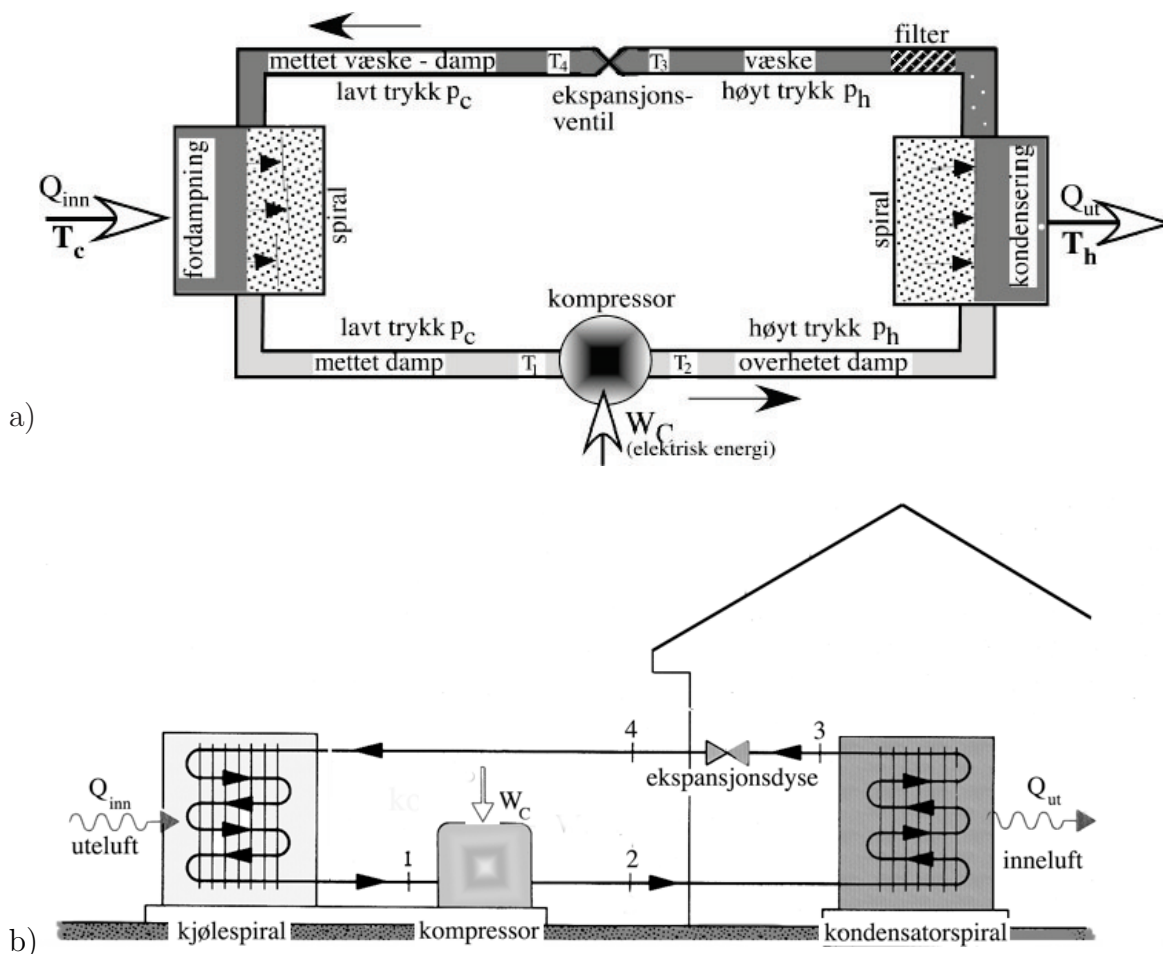 filter
mettet væske - damp T4 T3 væske
lavt trykk pc ekspansjons- høyt trykk ph
ventil
Qinn
Tc
fordampning
spiral
spiral
kondensering
Qut
Th
kompressor
lavt trykk pc høyt trykk ph
mettet damp T1 T2 overhetet damp
WC
(elektrisk energi)
a)
4 3
ekspansjonsdyse
Qinn
uteluft
WC
Qut
inneluft
1 2
kjølespiral kompressor kondensatorspiral
b)